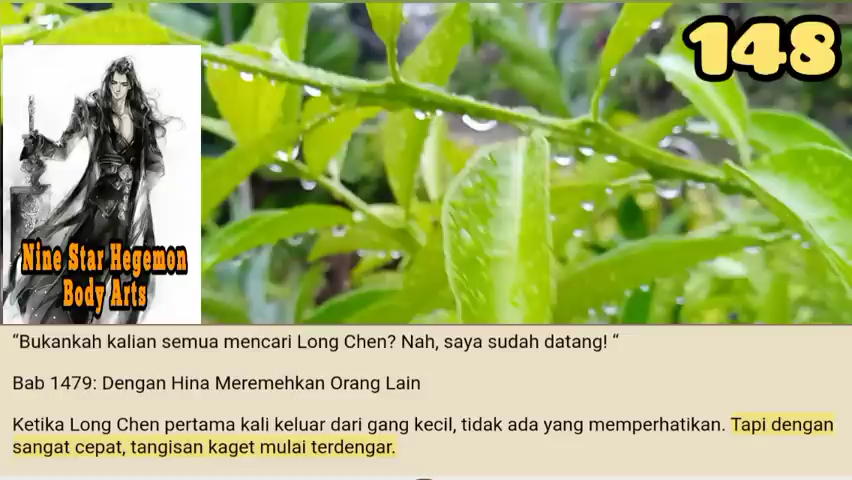 148
Nine Star Hegemon
Body Arts
“Bukankah kalian semua mencari Long Chen? Nah, saya sudah datang! “
Bab 1479: Dengan Hina Meremehkan Orang Lain
Ketika Long Chen pertama kali keluar dari gang kecil, tidak ada yang memperhatikan. Tapi dengan
sangat cepat, tangisan kaget mulai terdengar.